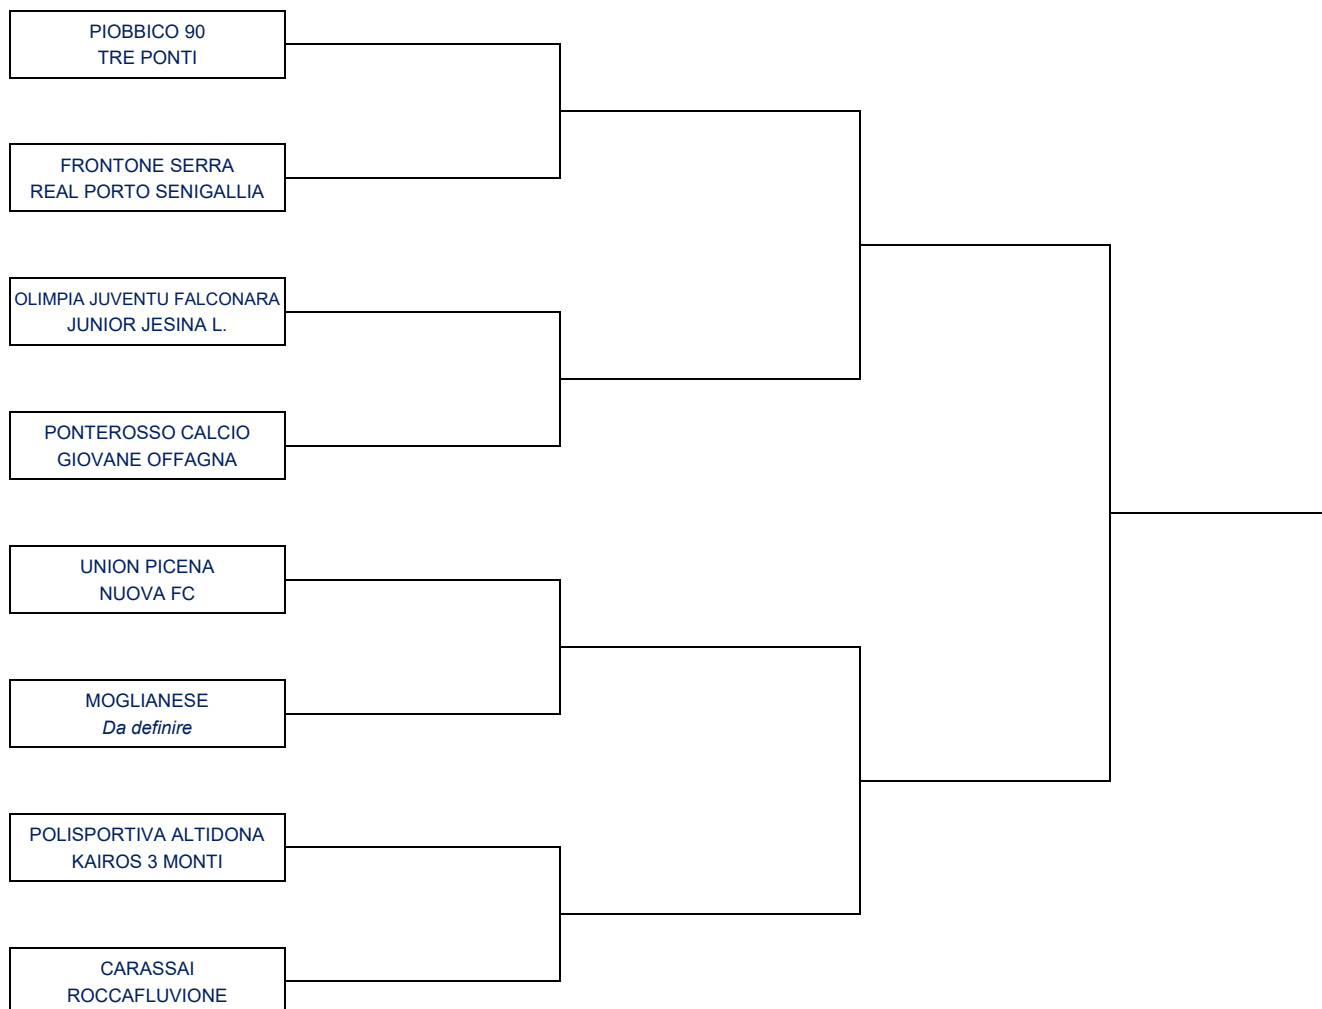 PIOBBICO 90
TRE PONTI
FRONTONE SERRA
REAL PORTO SENIGALLIA
OLIMPIA JUVENTU FALCONARA
JUNIOR JESINA L.
PONTEROSSO CALCIO
GIOVANE OFFAGNA
UNION PICENA
NUOVA FC
MOGLIANESE
Da definire
POLISPORTIVA ALTIDONA
KAIROS 3 MONTI
CARASSAI
ROCCAFLUVIONE